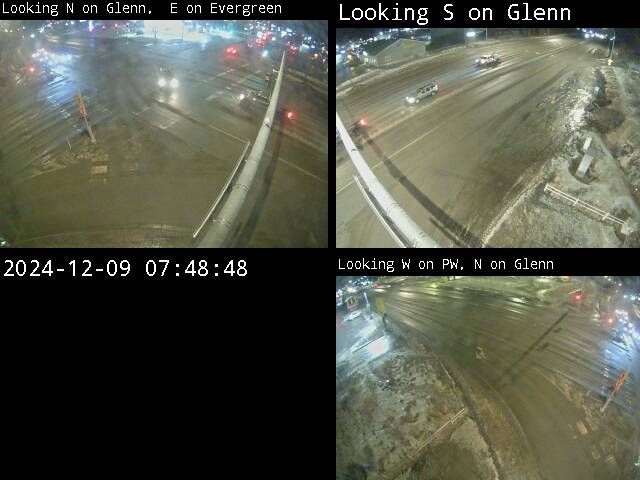 Looking N on Glenn,  E on Evergreen
Looking S on Glenn
2024-12-09 07:48:48
Looking W on PW, N on Glenn